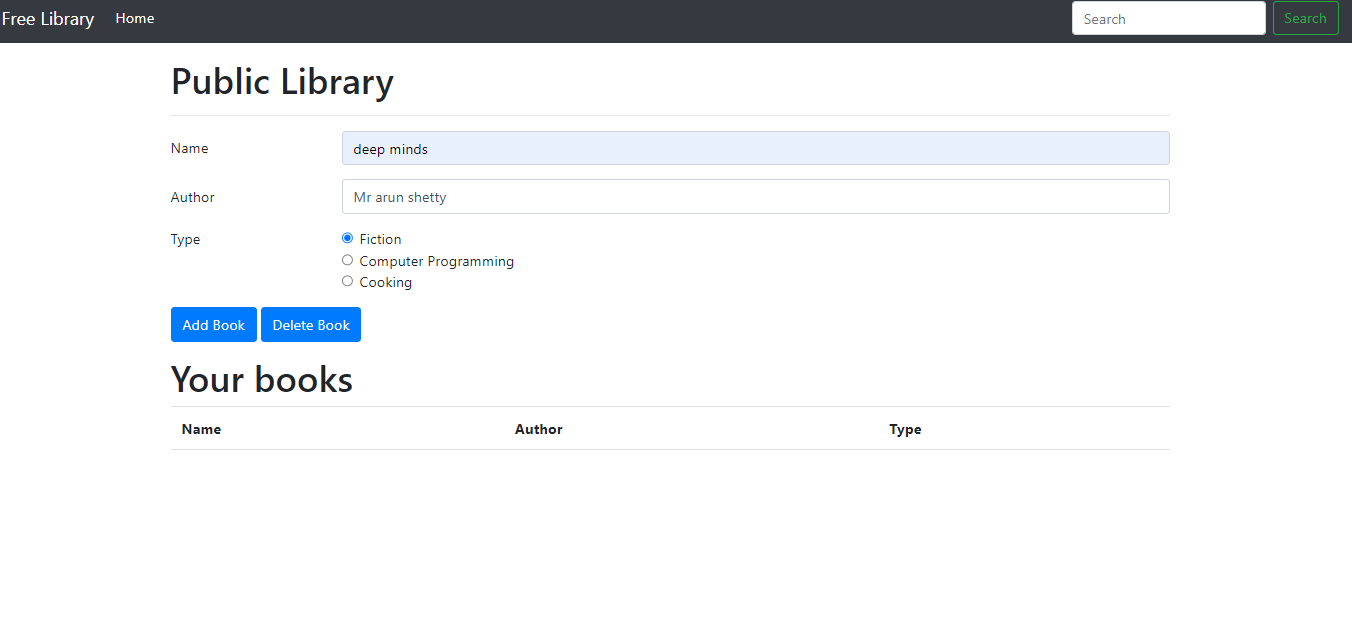 Free Library Home Search Search
Public Library
Name deep minds
Author Mr arun shetty
Type Fiction
Computer Programming
Cooking
Add Book Delete Book
Your books
Name Author Type